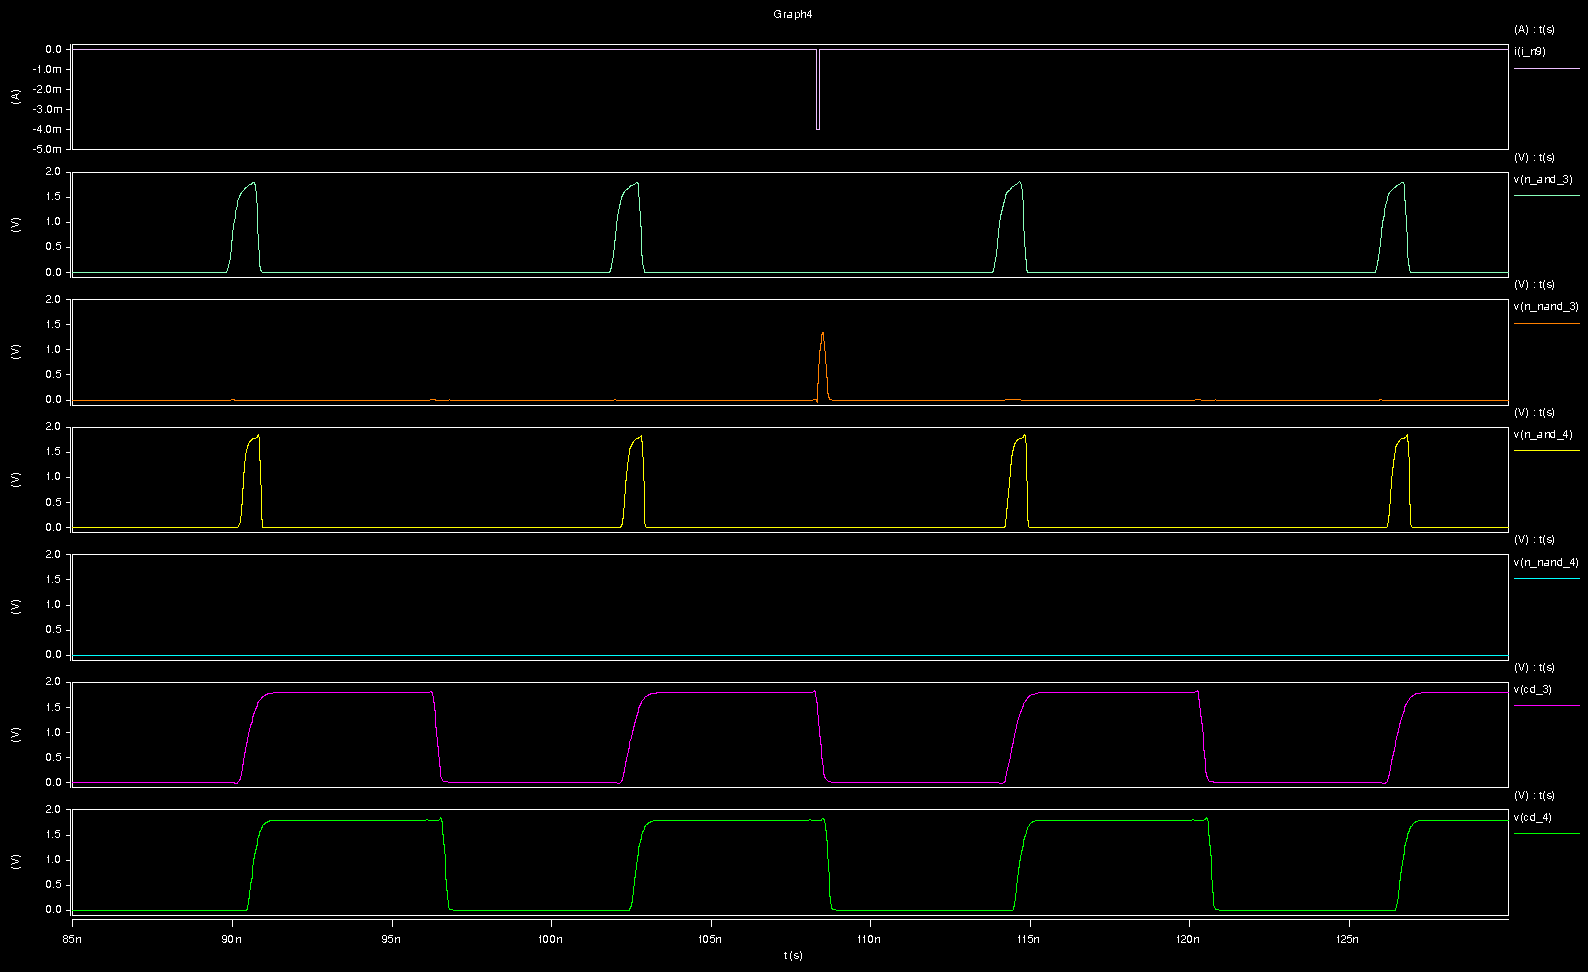 Graph4
(A) : t(s)
0.0
i(i_n9)
-1.0m
-2.0m
(A)
-3.0m
-4.0m
-5.0m
(V) : t(s)
2.0
v(n_and_3)
1.5
(V)
1.0
0.5
0.0
(V) : t(s)
2.0
v(n_nand_3)
1.5
(V)
1.0
0.5
0.0
(V) : t(s)
2.0
v(n_and_4)
1.5
(V)
1.0
0.5
0.0
(V) : t(s)
2.0
v(n_nand_4)
1.5
(V)
1.0
0.5
0.0
(V) : t(s)
2.0
v(cd_3)
1.5
(V)
1.0
0.5
0.0
(V) : t(s)
2.0
v(cd_4)
1.5
(V)
1.0
0.5
0.0
85n 90n 95n 100n 105n 110n 115n 120n 125n
t(s)